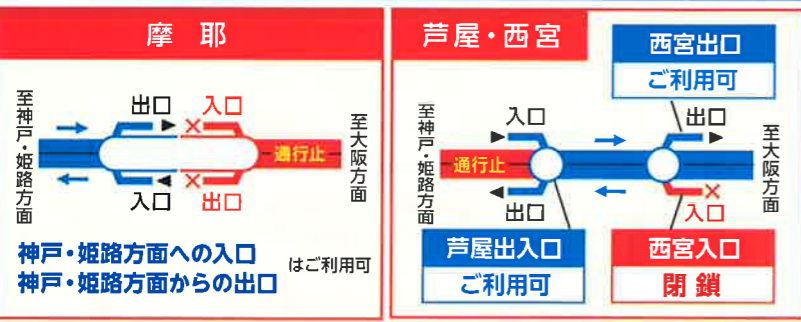 摩耶
至神戸・姫路方面
出口
入口
通行止
至大阪方面
入口
出口
神戸・姫路方面への入口
神戸・姫路方面からの出口
はご利用可
芦屋・西宮
西宮出口
ご利用可
至神戸・姫路方面
入口
出口
通行止
至大阪方面
出口
入口
芦屋出入口
ご利用可
西宮入口
閉鎖